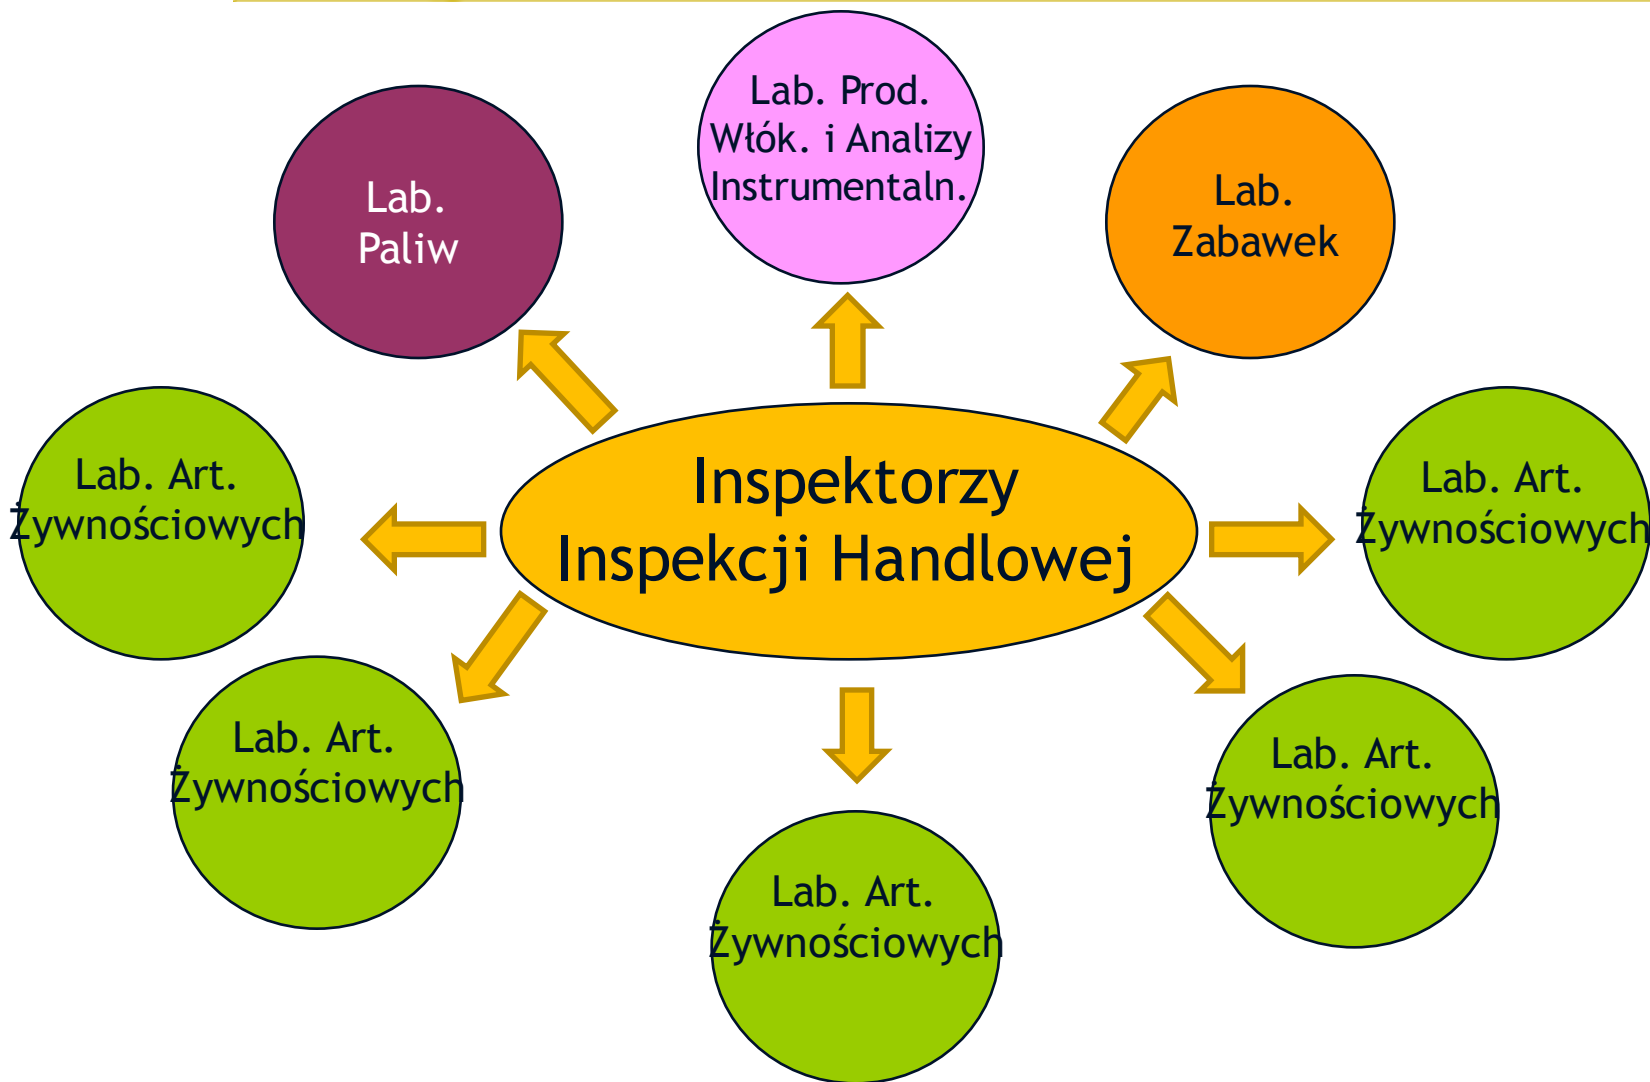 Lab. Prod.
Włók. i Analizy
Instrumentaln.
Lab.
Paliw
Lab.
Zabawek
Inspektorzy
Inspekcji Handlowej
Lab. Art.
Żywnościowych
Lab. Art.
Żywnościowych
Lab. Art.
Żywnościowych
Lab. Art.
Żywnościowych
Lab. Art.
Żywnościowych